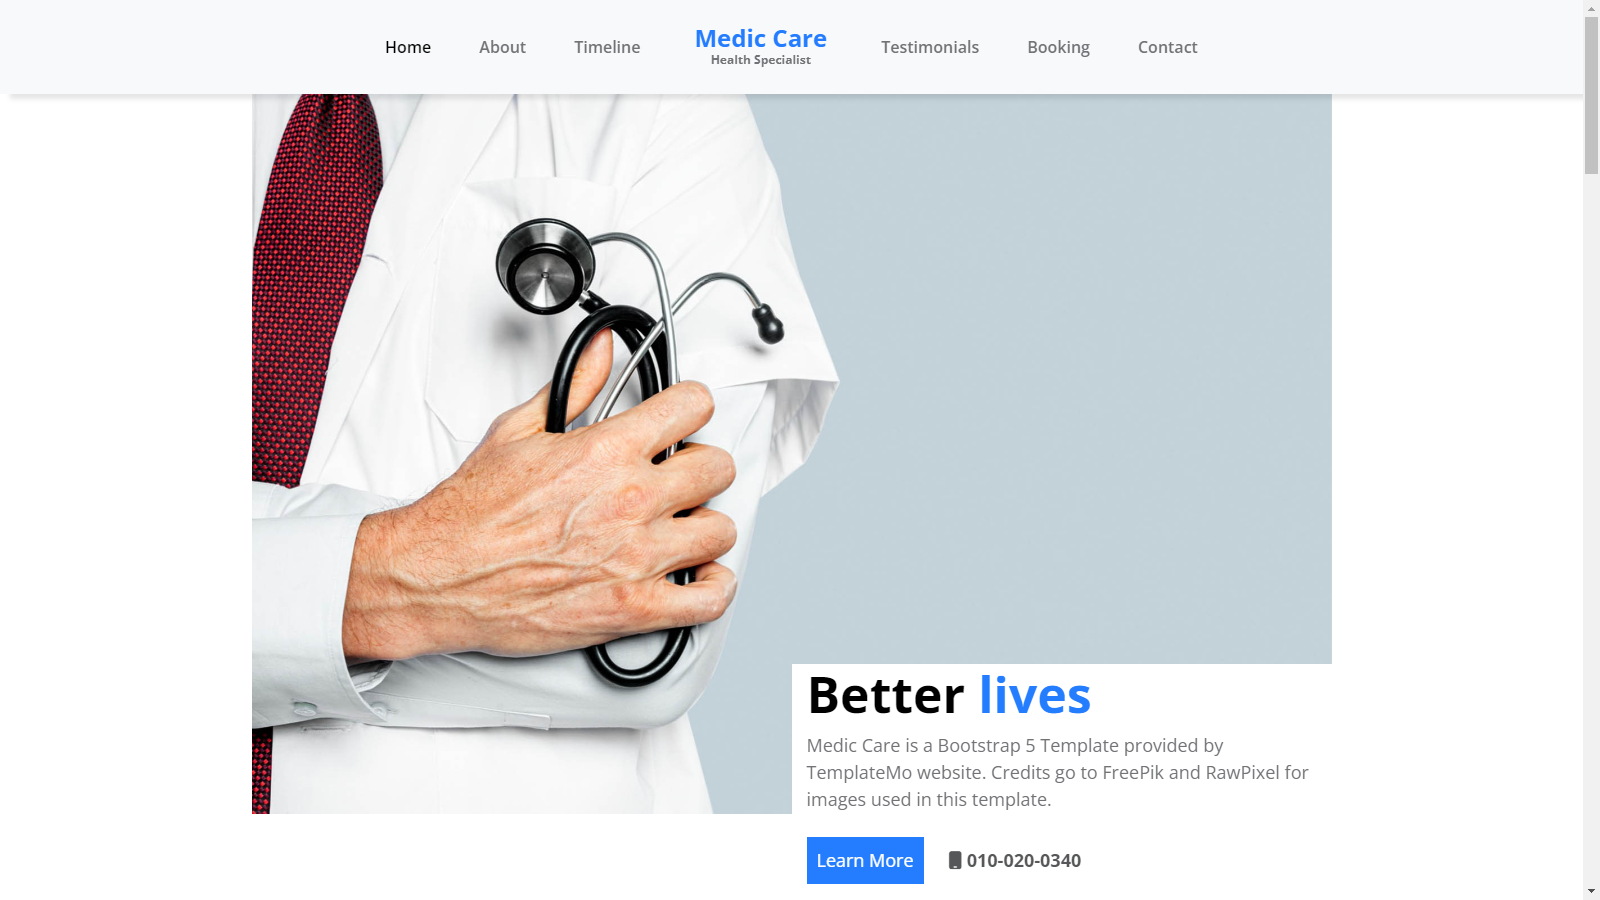 Home
About
Timeline
Medic Care
Health Specialist
Testimonials
Booking
Contact
Better lives
Medic Care is a Bootstrap 5 Template provided by
TemplateMo website. Credits go to FreePik and RawPixel for
images used in this template.
Learn More
010-020-0340